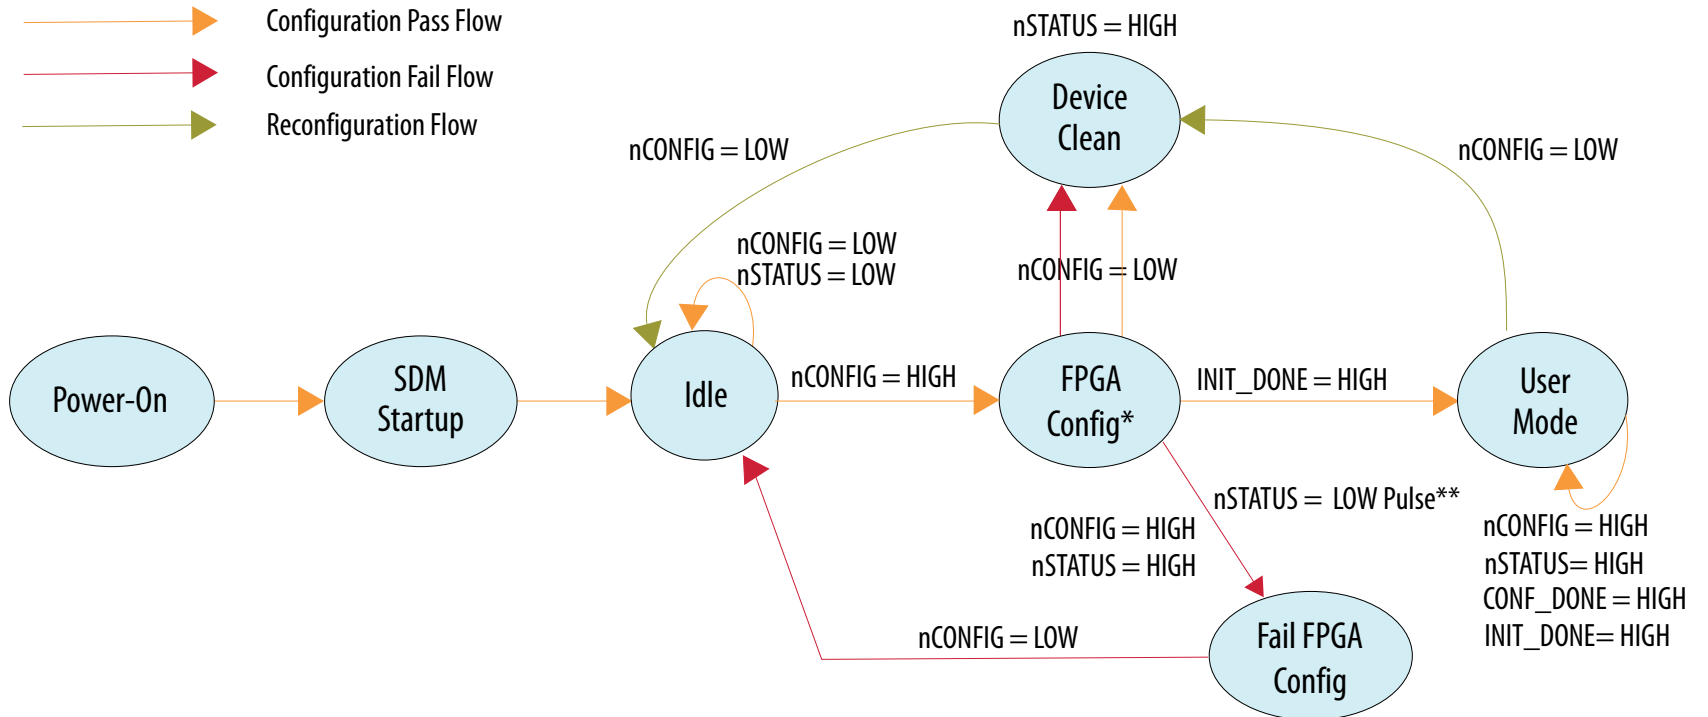 Configuration Pass Flow
Configuration Fail Flow
Reconfiguration Flow
nSTATUS = HIGH
Device
Clean
nCONFIG = LOW
nCONFIG = LOW
nCONFIG = LOW
nSTATUS = LOW
nCONFIG = LOW
Power-On
SDM
Startup
Idle
nCONFIG = HIGH
FPGA
Config*
INIT_DONE = HIGH
User
Mode
nSTATUS = LOW Pulse**
nCONFIG = HIGH
nSTATUS = HIGH
nCONFIG = HIGH
nSTATUS= HIGH
CONF_DONE = HIGH
INIT_DONE= HIGH
nCONFIG = LOW
Fail FPGA
Config